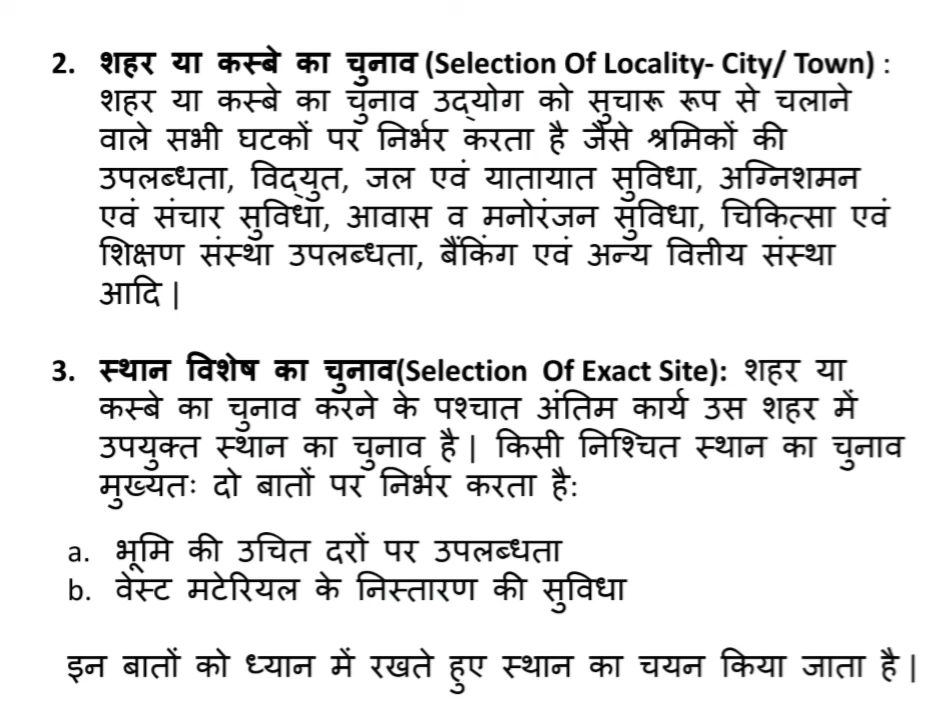 2. शहर या कस्बे का चुनाव (Selection Of Locality- City/ Town) :
शहर या कस्बे का चुनाव उद्योग को सुचारू रूप से चलाने
वाले सभी घटकों पर निर्भर करता है जैसे श्रमिकों की
उपलब्धता, विद्युत, जल एवं यातायात सुविधा, अग्निशमन
एवं संचार सुविधा, आवास व मनोरंजन सुविधा, चिकित्सा एवं
शिक्षण संस्था उपलब्धता, बैंकिंग एवं अन्य वित्तीय संस्था
आदि |
3. स्थान विशेष का चुनाव(Selection Of Exact Site): शहर या
कस्बे का चुनाव करने के पश्चात अंतिम कार्य उस शहर में
उपयुक्त स्थान का चुनाव है | किसी निश्चित स्थान का चुनाव
मुख्यतः दो बातों पर निर्भर करता है:
a. भूमि की उचित दरों पर उपलब्धता
b. वेस्ट मटेरियल के निस्तारण की सुविधा
इन बातों को ध्यान में रखते हुए स्थान का चयन किया जाता है |